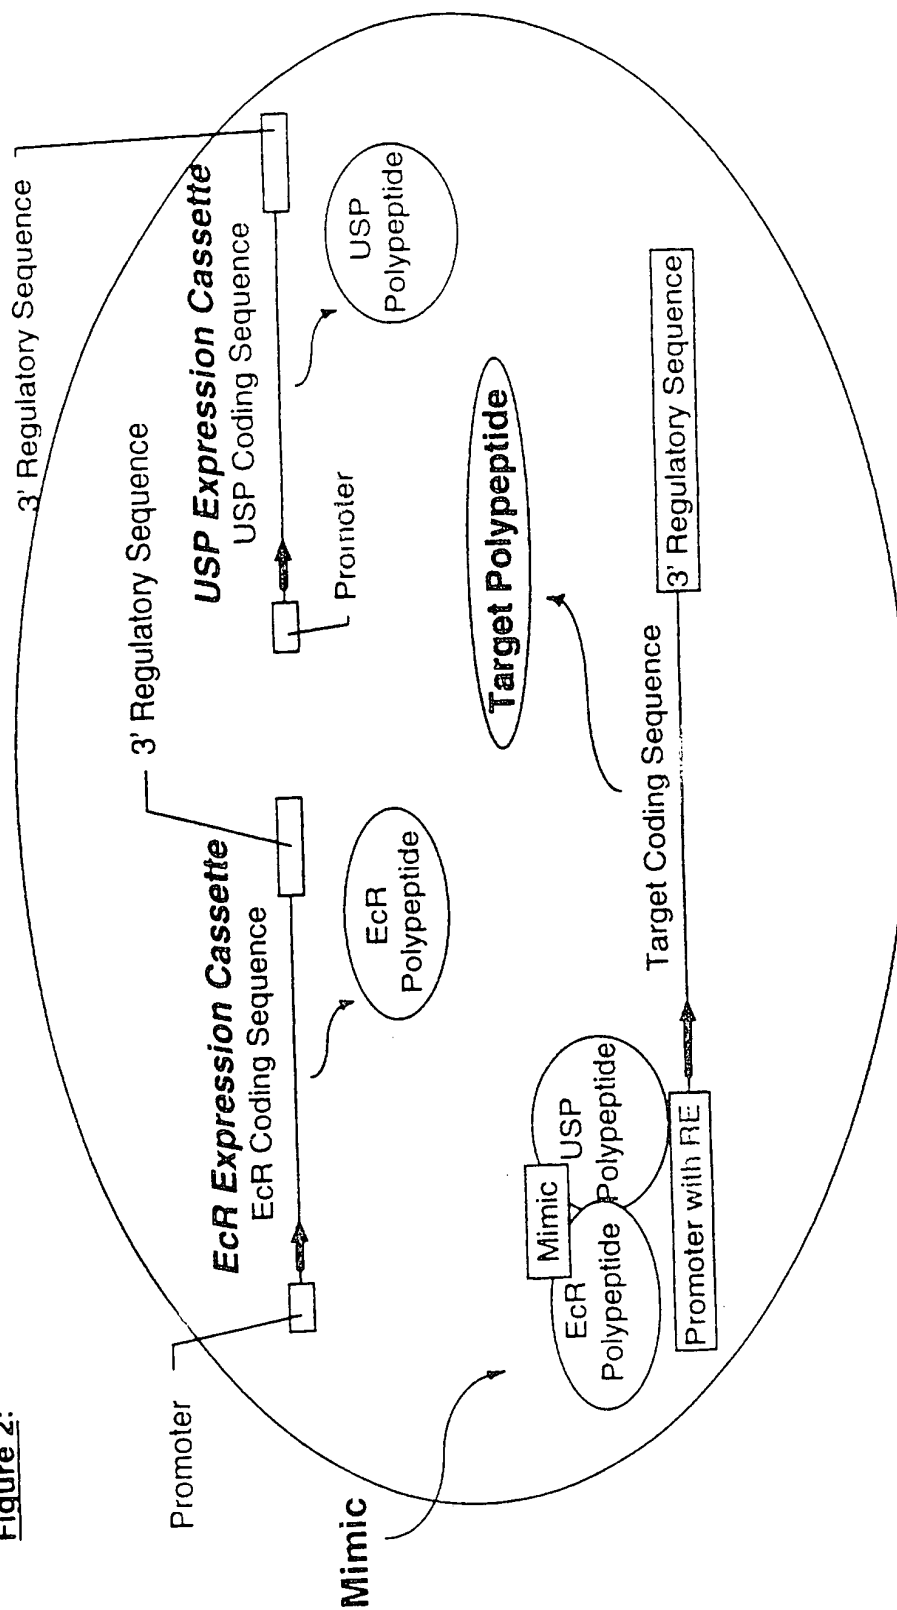 Figure 2:
3' Regulatory Sequence
3' Regulatory Sequence
Promoter
EcR Expression Cassette
EcR Coding Sequence
USP Expression Cassette
USP Coding Sequence
Promoter
EcR
Polypeptide
USP
Polypeptide
Mimic
Mimic
EcR
Polypeptide
USP
Polypeptide
Target Polypeptide
Target Coding Sequence
Promoter with RE
3' Regulatory Sequence